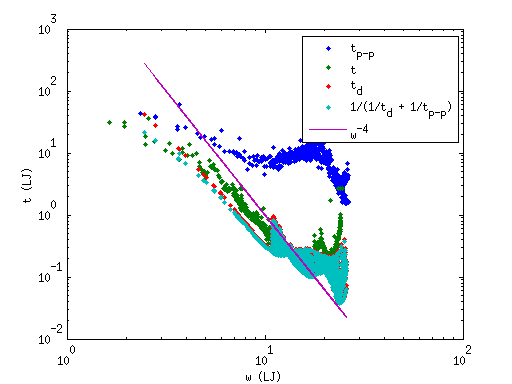 10^3
10^2
10^1
10^0
10^-1
10^-2
t (LJ)
t_p-p
t
t_d
1/(1/t_d + 1/t_p-p)
ω^-4
10^0
10^1
10^2
ω (LJ)